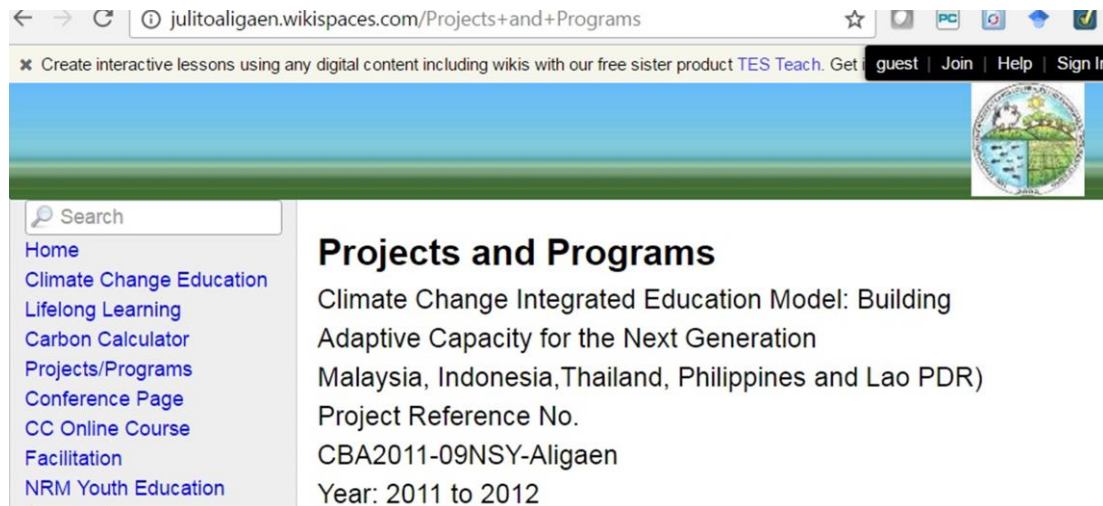 julitoaligaen.wikispaces.com/Projects+and+Programs
PC
✖ Create interactive lessons using any digital content including wikis with our free sister product TES Teach. Get i
guest | Join | Help | Sign In
Search
Home
Climate Change Education
Lifelong Learning
Carbon Calculator
Projects/Programs
Conference Page
CC Online Course
Facilitation
NRM Youth Education
Projects and Programs
Climate Change Integrated Education Model: Building
Adaptive Capacity for the Next Generation
Malaysia, Indonesia,Thailand, Philippines and Lao PDR)
Project Reference No.
CBA2011-09NSY-Aligaen
Year: 2011 to 2012